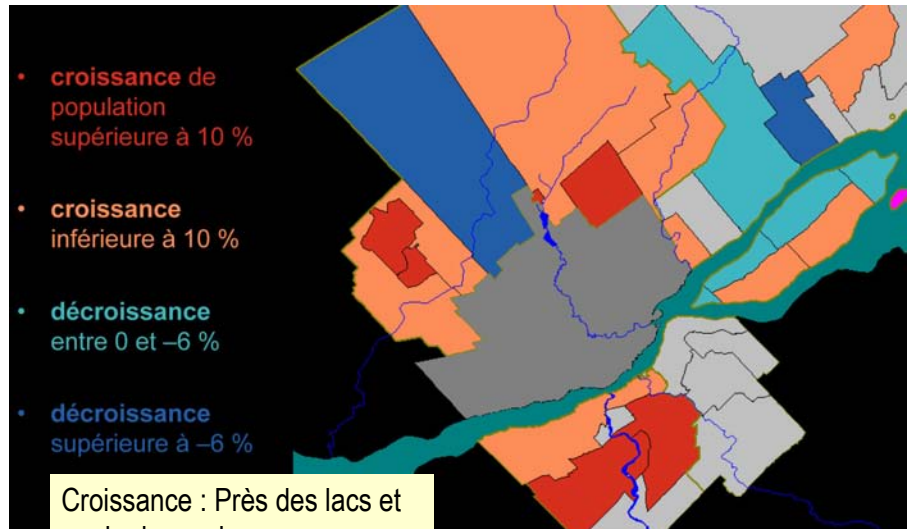 • croissance de
population
supérieure à 10 %
• croissance
inférieure à 10 %
• décroissance
entre 0 et –6 %
• décroissance
supérieure à –6 %
Croissance : Près des lacs et